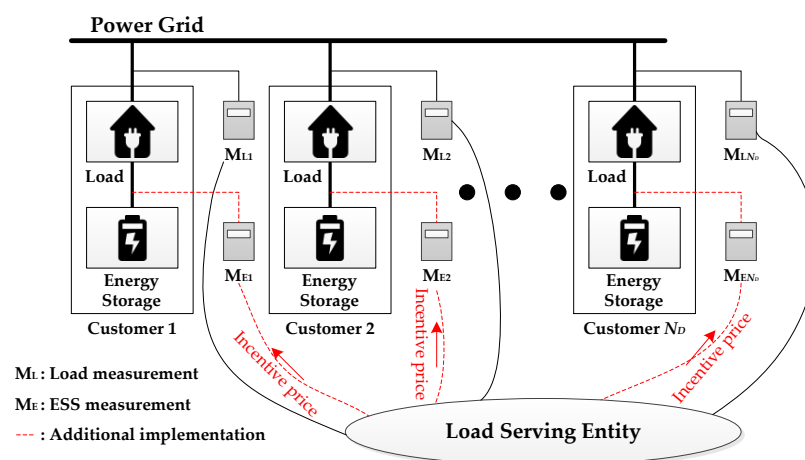 Power Grid
Load
ML1
Load
ML2
Load
MLND
Energy
Storage
ME1
Energy
Storage
ME2
Energy
Storage
MEND
Customer 1
Customer 2
Customer ND
Incentive price
Incentive price
Incentive price
ML : Load measurement
ME : ESS measurement
--- : Additional implementation
Load Serving Entity